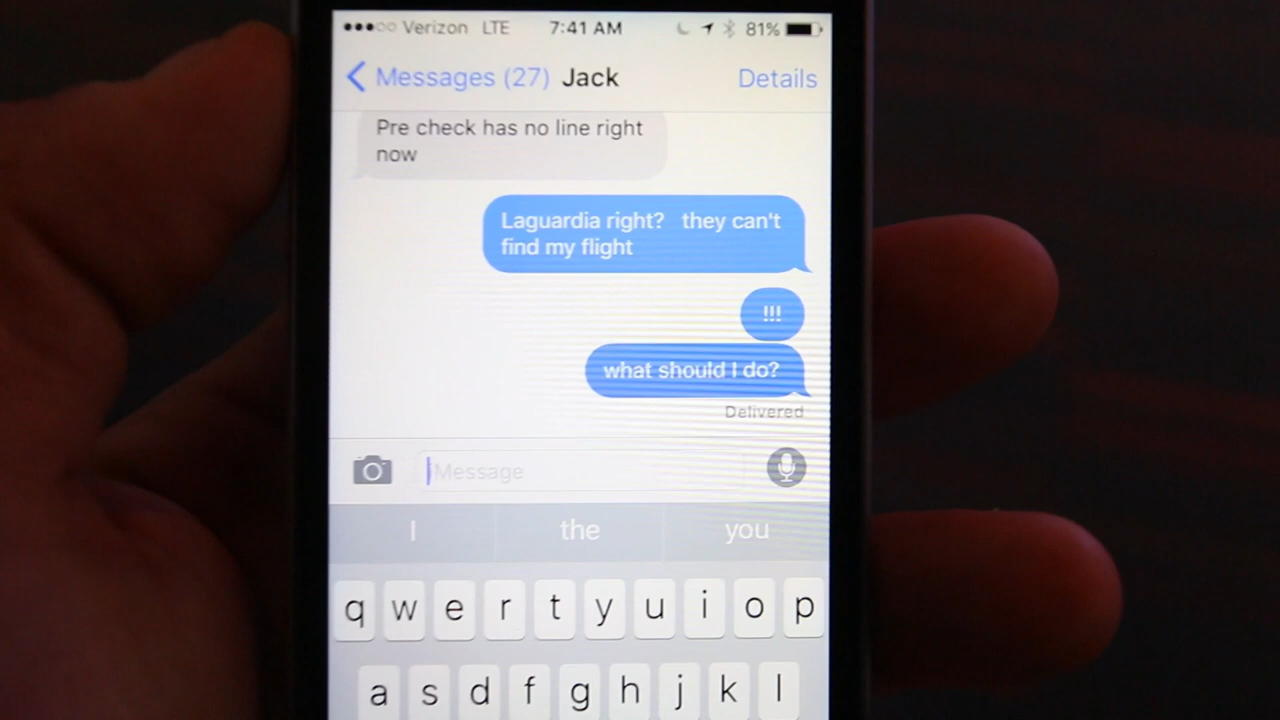 Verizon LTE 7:41 AM 81%
Messages (27) Jack Details
Pre check has no line right
now
Laguardia right? they can't
find my flight
!!!
what should I do?
Delivered
Message
I the you
q w e r t y u i o p
a s d f g h j k l